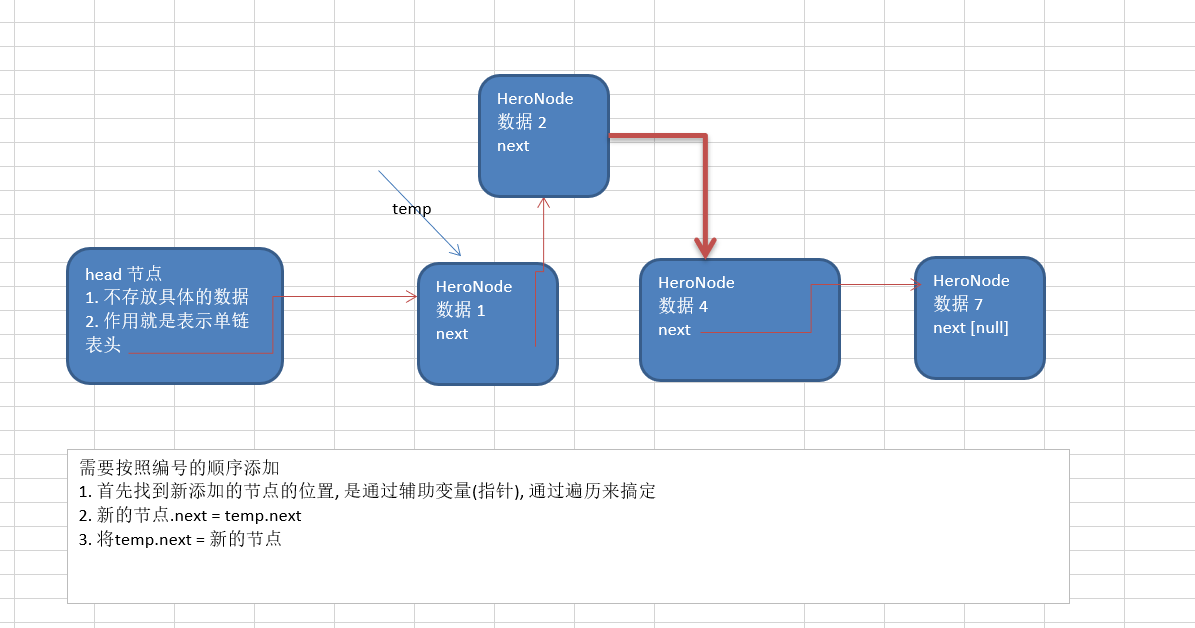 HeroNode
数据 2
next
temp
head 节点
1. 不存放具体的数据
2. 作用就是表示单链
表头
HeroNode
数据 1
next
HeroNode
数据 4
next
HeroNode
数据 7
next [null]
需要按照编号的顺序添加
1. 首先找到新添加的节点的位置, 是通过辅助变量(指针), 通过遍历来搞定
2. 新的节点.next = temp.next
3. 将temp.next = 新的节点